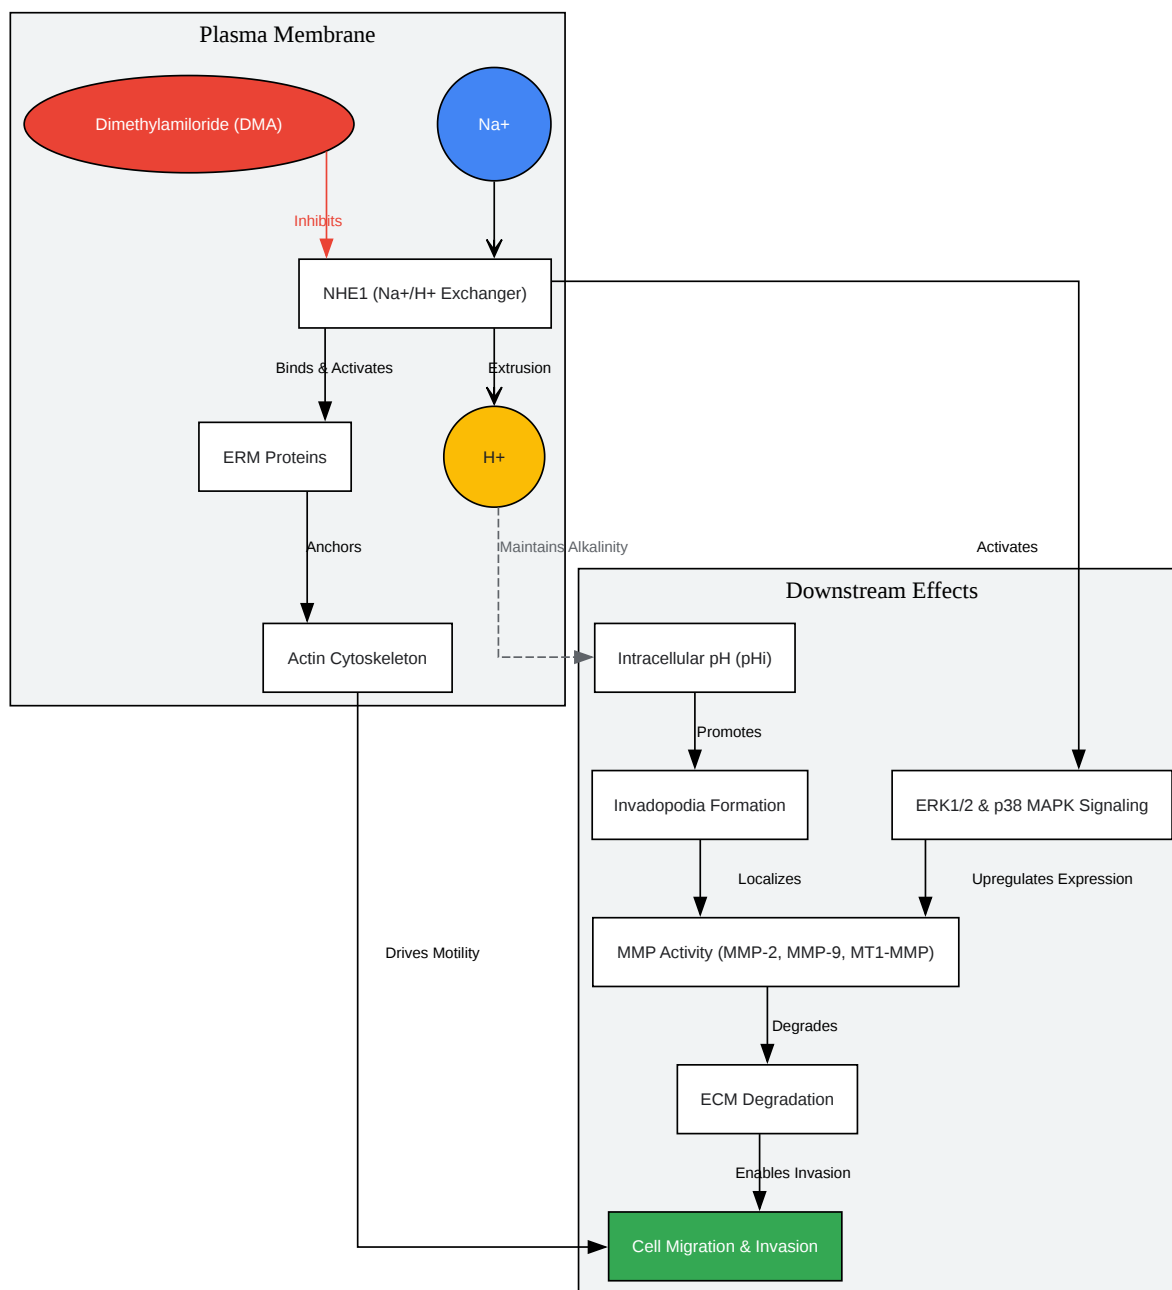 Plasma Membrane
Dimethylamiloride (DMA)
Na+
Inhibits
NHE1 (Na+/H+ Exchanger)
Binds & Activates
Extrusion
ERM Proteins
H+
Anchors
Maintains Alkalinity
Activates
Downstream Effects
Actin Cytoskeleton
Intracellular pH (pHi)
Promotes
Invadopodia Formation
ERK1/2 & p38 MAPK Signaling
Localizes
Upregulates Expression
Drives Motility
MMP Activity (MMP-2, MMP-9, MT1-MMP)
Degrades
ECM Degradation
Enables Invasion
Cell Migration & Invasion